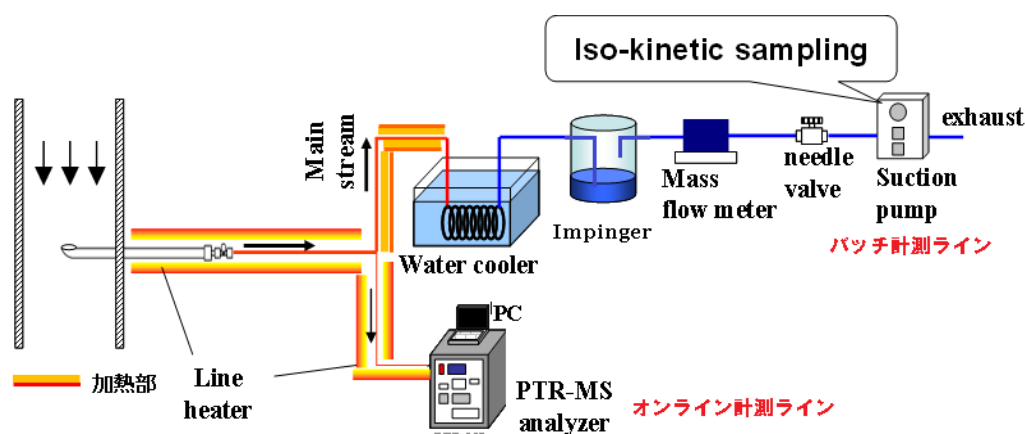 Iso-kinetic sampling
exhaust
Main
stream
needle
valve
Mass
flow meter
Suction
pump
Impinger
バッチ計測ライン
Water cooler
PC
加熱部
Line
heater
PTR-MS
analyzer
オンライン計測ライン